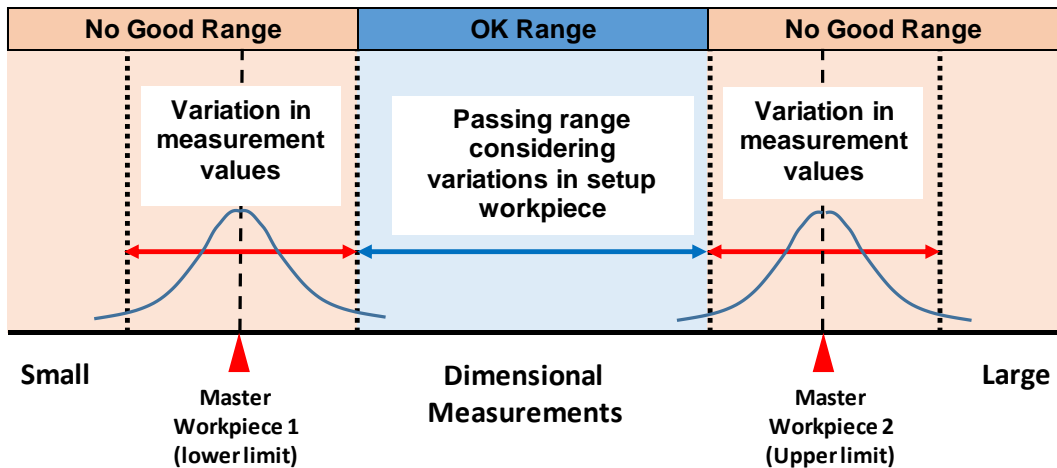 No Good Range
OK Range
No Good Range
Variation in
measurement
values
Passing range
considering
variations in setup
workpiece
Variation in
measurement
values
Small
Master
Workpiece 1
(lower limit)
Dimensional
Measurements
Master
Workpiece 2
(Upper limit)
Large